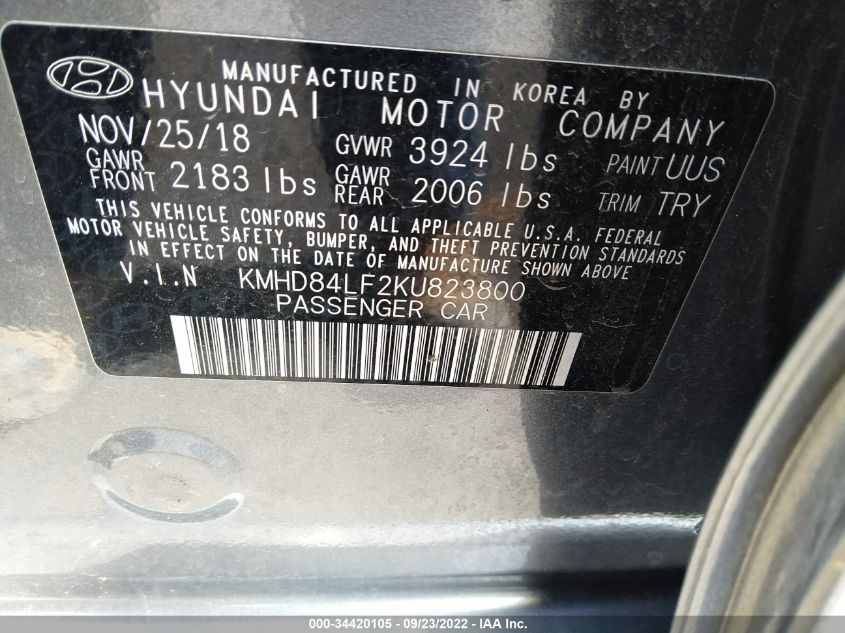 MANUFACTURED IN KOREA BY
HYUNDAI MOTOR COMPANY
NOV/25/18 GVWR 3924 lbs PAINT UUS
GAWR FRONT 2183 lbs GAWR REAR 2006 lbs TRIM TRY
THIS VEHICLE CONFORMS TO ALL APPLICABLE U.S.A. FEDERAL
MOTOR VEHICLE SAFETY, BUMPER, AND THEFT PREVENTION STANDARDS
IN EFFECT ON THE DATE OF MANUFACTURE SHOWN ABOVE
V.I.N KMHD84LF2KU823800
PASSENGER CAR
000-34420105 - 09/23/2022 - IAAI.com